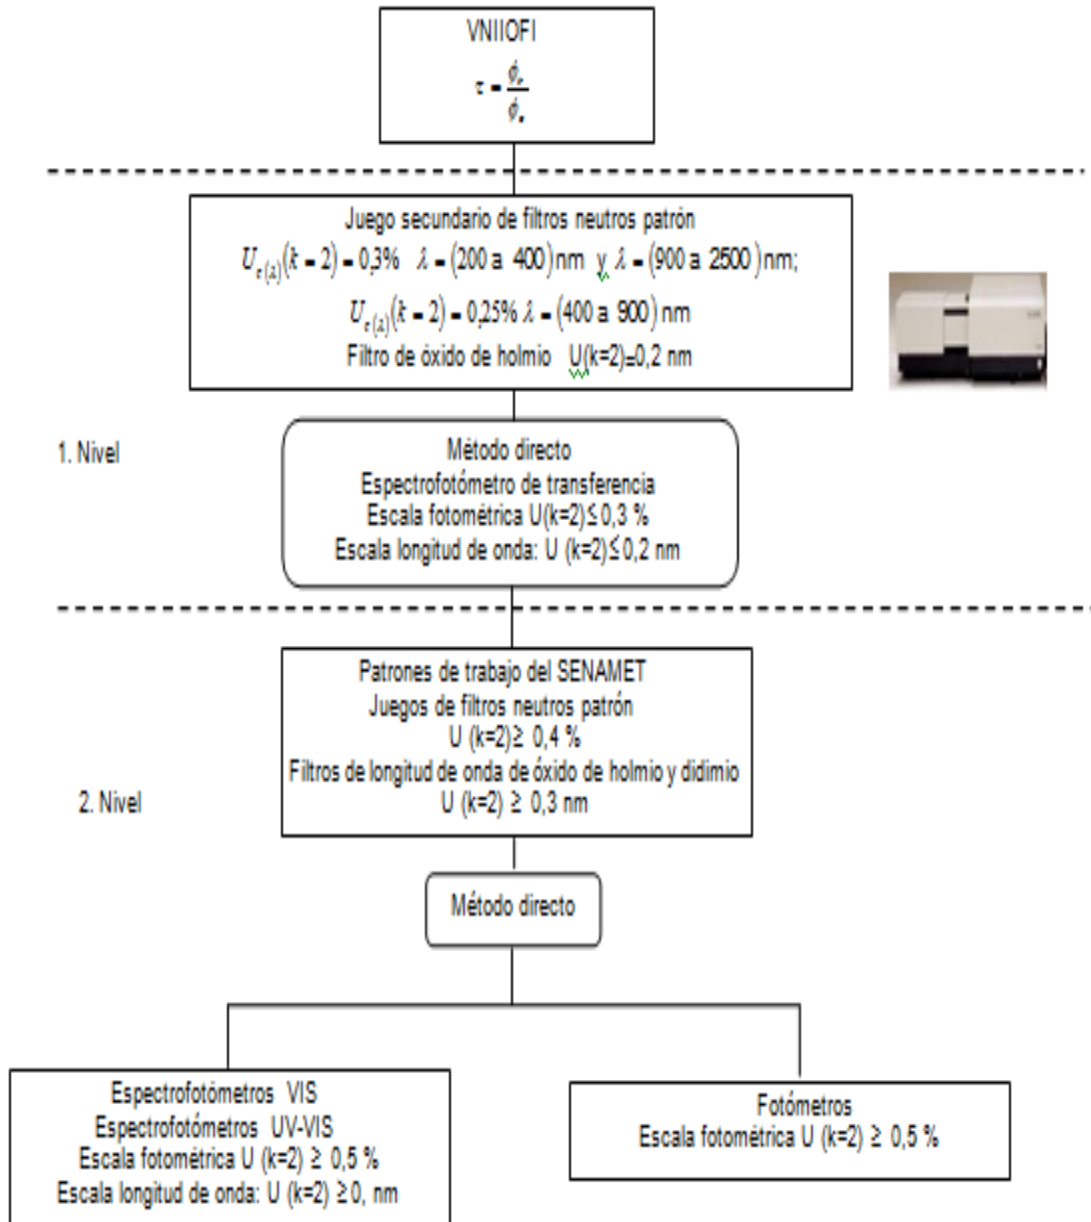 VNIIOFI
τ = ϕτ / ϕ
Juego secundario de filtros neutros patrón
Uτ(λ)(k = 2) = 0,3% λ = (200 a 400) nm y λ = (900 a 2500) nm;
Uτ(λ)(k = 2) = 0,25% λ = (400 a 900) nm
Filtro de óxido de holmio U(k=2)=0,2 nm
1. Nivel
Método directo
Espectrofotómetro de transferencia
Escala fotométrica U(k=2)≤0,3 %
Escala longitud de onda: U (k=2)≤0,2 nm
Patrones de trabajo del SENAMET
Juegos de filtros neutros patrón
U (k=2)≥ 0,4 %
Filtros de longitud de onda de óxido de holmio y didimio
U (k=2) ≥ 0,3 nm
2. Nivel
Método directo
Espectrofotómetros VIS
Espectrofotómetros UV-VIS
Escala fotométrica U (k=2) ≥ 0,5 %
Escala longitud de onda: U (k=2) ≥0, nm
Fotómetros
Escala fotométrica U (k=2) ≥ 0,5 %